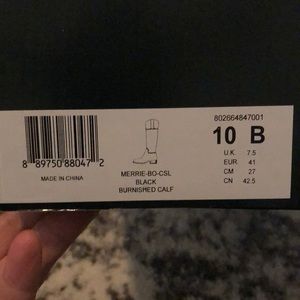 802664847001
10 B
U.K 7.5
EUR 41
CM 27
CN 42.5
8 89750 88047 2
MADE IN CHINA
MERRIE-BO-CSL
BLACK
BURNISHED CALF